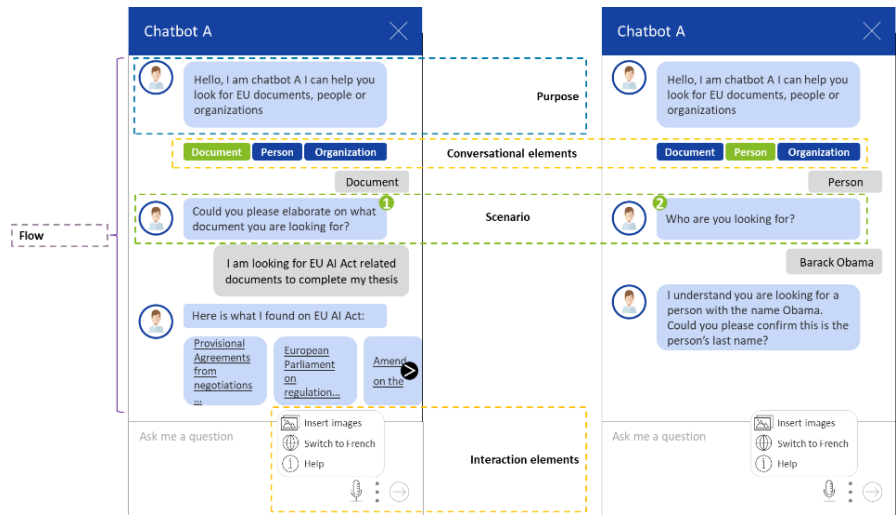 Chatbot A
Hello, I am chatbot A I can help you
look for EU documents, people or
organizations
Document Person Organization
Document
1
Could you please elaborate on what
document you are looking for?
I am looking for EU AI Act related
documents to complete my thesis
Here is what I found on EU AI Act:
Provisional
Agreements
from
negotiations
...
European
Parliament
on
regulation...
Amend
on the
>
Insert images
Switch to French
Help
Ask me a question
Flow
Purpose
Conversational elements
Scenario
Interaction elements
Chatbot A
Hello, I am chatbot A I can help you
look for EU documents, people or
organizations
Document Person Organization
Person
2
Who are you looking for?
Barack Obama
I understand you are looking for a
person with the name Obama.
Could you please confirm this is the
person's last name?
Insert images
Switch to French
Help
Ask me a question